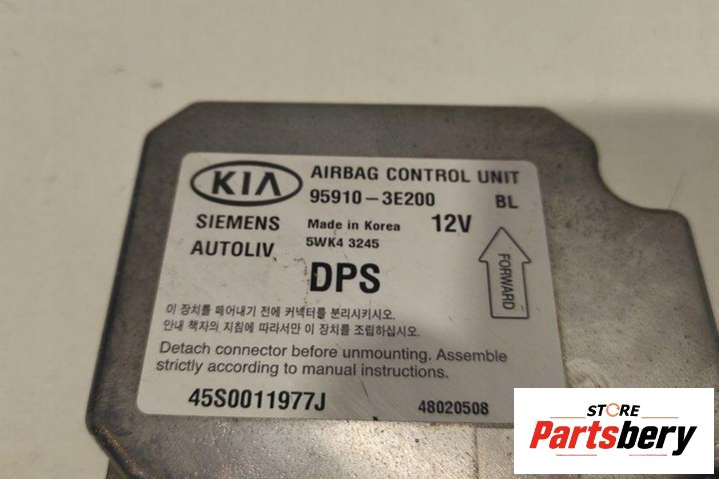 KIA AIRBAG CONTROL UNIT
95910-3E200 BL
SIEMENS Made in Korea 12V
AUTOLIV 5WK4 3245
DPS
FORWARD
이 장치를 떼어내기 전에 커넥터를 분리시키시오.
안내 책자의 지침에 따라서만 이 장치를 조립하십시오.
Detach connector before unmounting. Assemble
strictly according to manual instructions.
45S0011977J 48020508
STORE
Partsbery